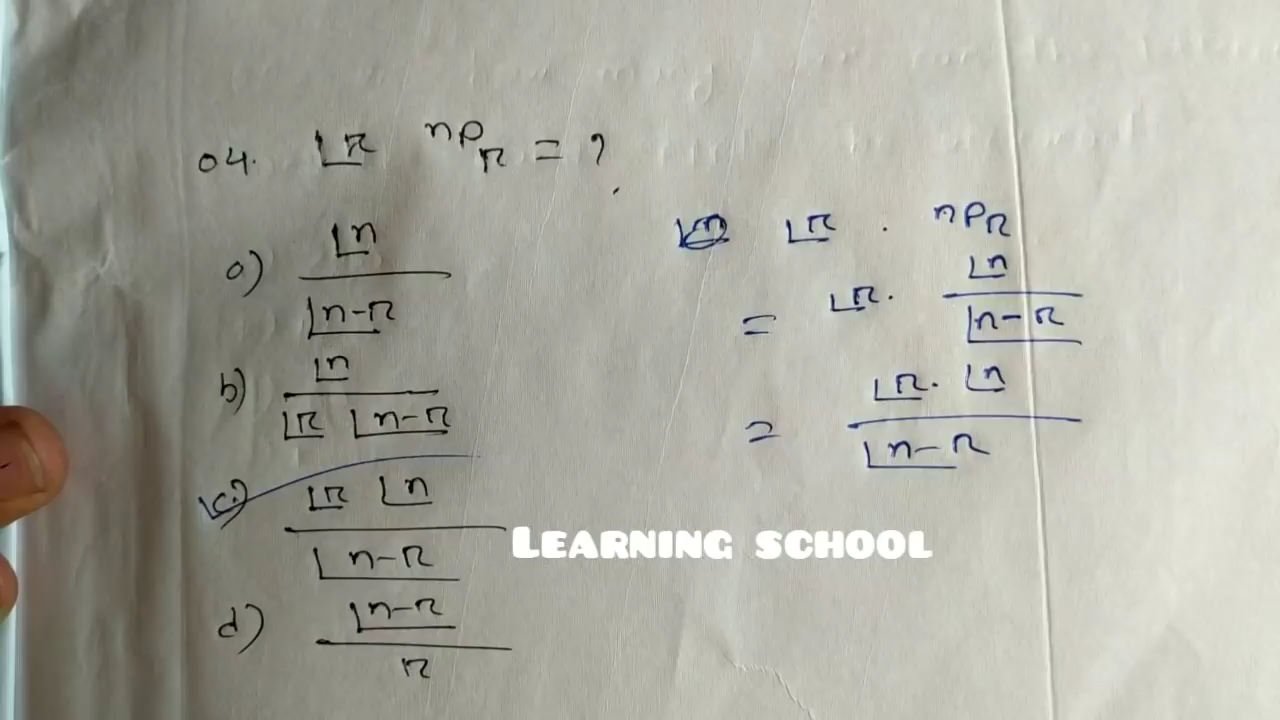 04. ⌊r ⁿPᵣ = ?
a) ⌊n / ⌊n-r
b) ⌊n / ⌊r ⌊n-r
c) ⌊r ⌊n / ⌊n-r
d) ⌊n-r / r
⌊r . ⁿPᵣ
= ⌊r . ⌊n / ⌊n-r
= ⌊r . ⌊n / ⌊n-r
LEARNING SCHOOL